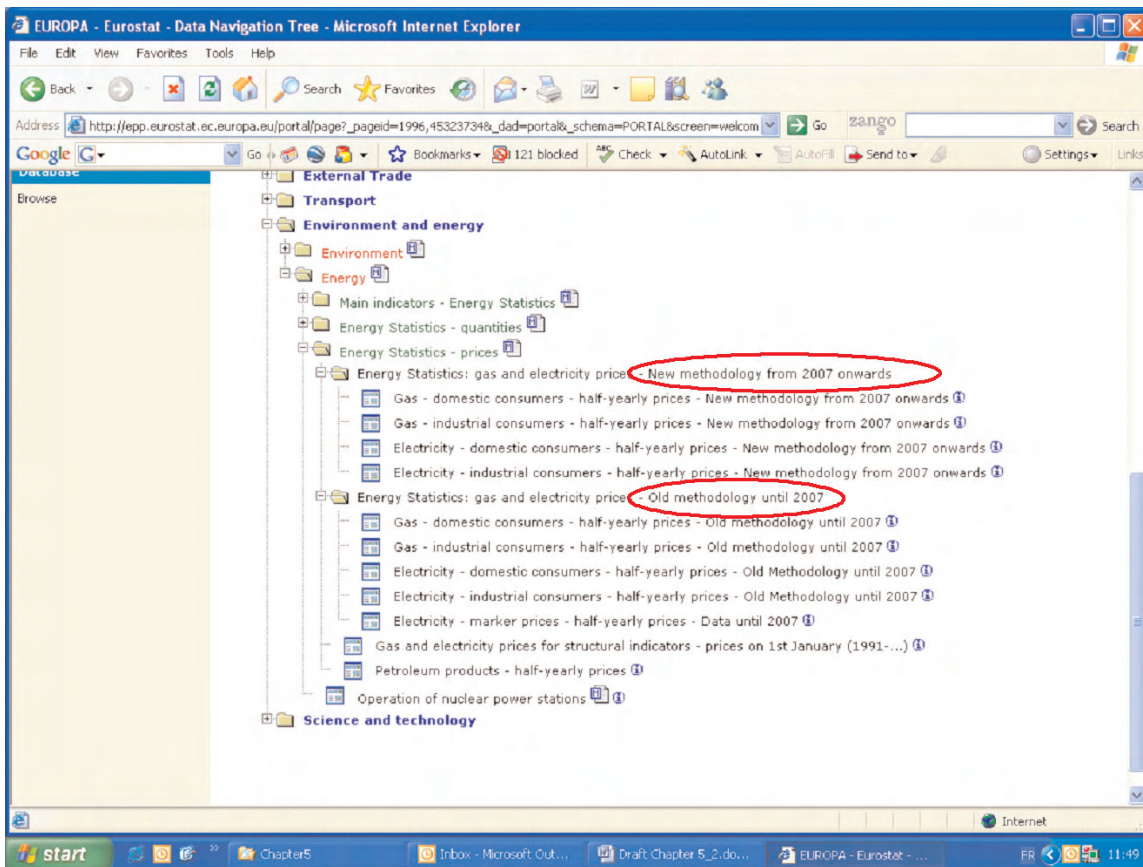 EUROPA - Eurostat - Data Navigation Tree - Microsoft Internet Explorer
File Edit View Favorites Tools Help
Back Search Favorites
Address http://epp.eurostat.ec.europa.eu/portal/page?_pageid=1996,45323734&_dad=portal&_schema=PORTAL&screen=welcom Go zango Search
Google G Go Bookmarks 121 blocked ABC Check AutoLink AutoFill Send to Settings Links
Database
Browse
External Trade
Transport
Environment and energy
Environment
Energy
Main indicators - Energy Statistics
Energy Statistics - quantities
Energy Statistics - prices
Energy Statistics: gas and electricity prices - New methodology from 2007 onwards
Gas - domestic consumers - half-yearly prices - New methodology from 2007 onwards
Gas - industrial consumers - half-yearly prices - New methodology from 2007 onwards
Electricity - domestic consumers - half-yearly prices - New methodology from 2007 onwards
Electricity - industrial consumers - half-yearly prices - New methodology from 2007 onwards
Energy Statistics: gas and electricity prices - Old methodology until 2007
Gas - domestic consumers - half-yearly prices - Old methodology until 2007
Gas - industrial consumers - half-yearly prices - Old methodology until 2007
Electricity - domestic consumers - half-yearly prices - Old Methodology until 2007
Electricity - industrial consumers - half-yearly prices - Old Methodology until 2007
Electricity - marker prices - half-yearly prices - Data until 2007
Gas and electricity prices for structural indicators - prices on 1st January (1991-...)
Petroleum products - half-yearly prices
Operation of nuclear power stations
Science and technology
Internet
start Chapter5 Inbox - Microsoft Out... Draft Chapter 5_2.do... EUROPA - Eurostat - ... FR 11:49